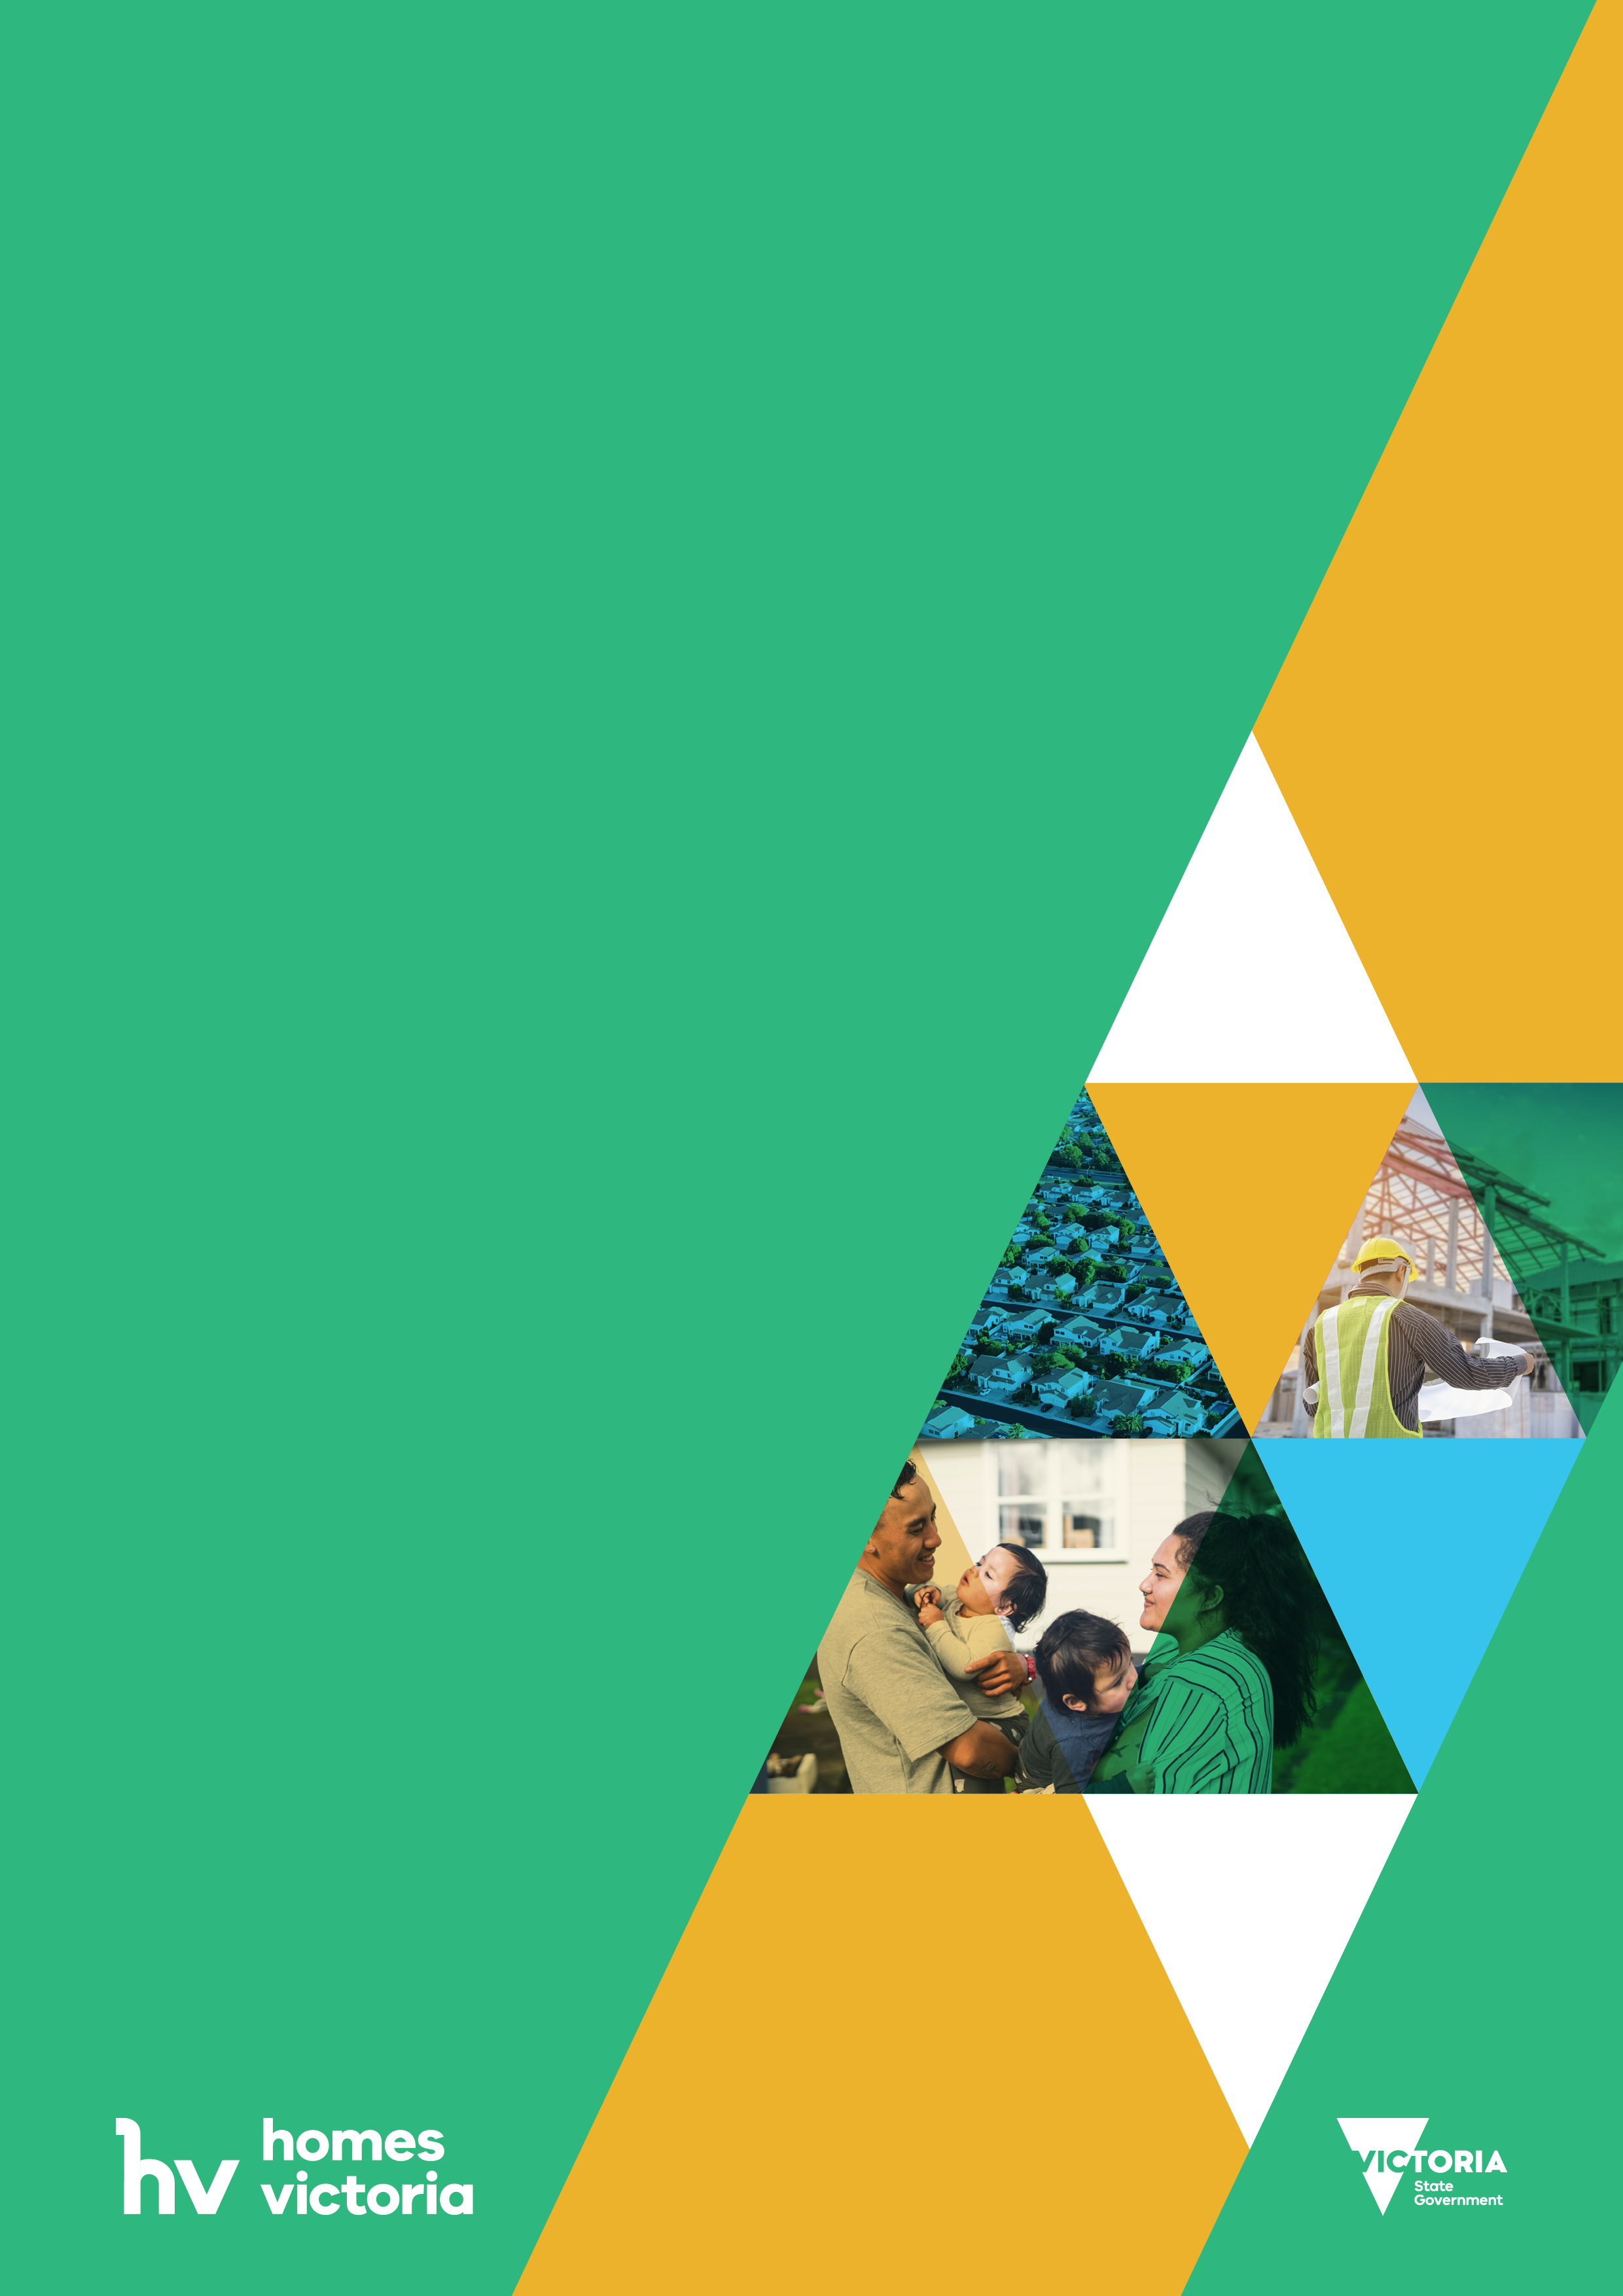 hv
homes
victoria
VICTORIA
State
Government